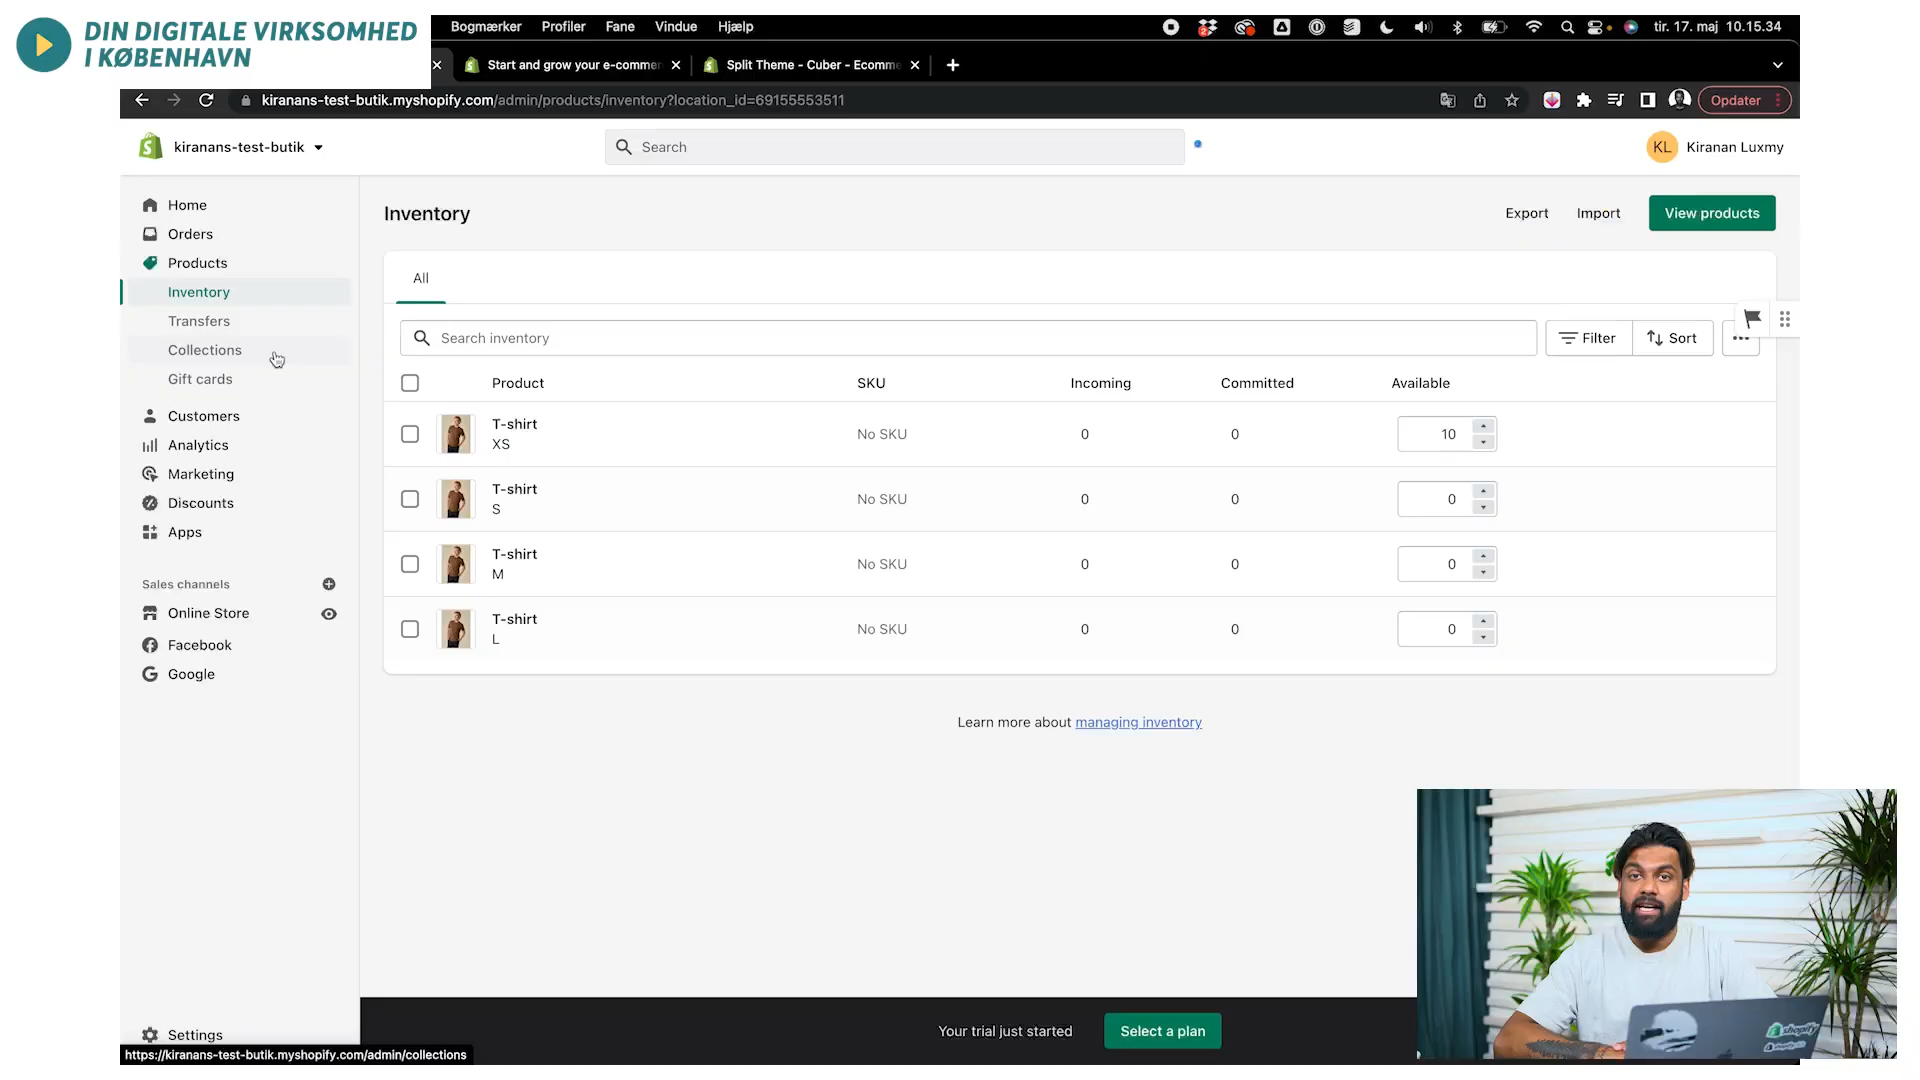 DIN DIGITALE VIRKSOMHED
I KØBENHAVN
Bogmærker Profiler Fane Vindue Hjælp
tir. 17. maj 10.15.34
Start and grow your e-commer
Split Theme - Cuber - Ecomme
kiranans-test-butik.myshopify.com/admin/products/inventory?location_id=69155553511
Opdater
kiranans-test-butik
Search
KL Kiranan Luxmy
Home
Orders
Products
Inventory
Transfers
Collections
Gift cards
Customers
Analytics
Marketing
Discounts
Apps
Sales channels
Online Store
Facebook
Google
Settings
Inventory
Export Import View products
All
Search inventory
Filter Sort
Product SKU Incoming Committed Available
T-shirt
XS
No SKU 0 0 10
T-shirt
S
No SKU 0 0 0
T-shirt
M
No SKU 0 0 0
T-shirt
L
No SKU 0 0 0
Learn more about managing inventory
Your trial just started Select a plan
https://kiranans-test-butik.myshopify.com/admin/collections
shopify